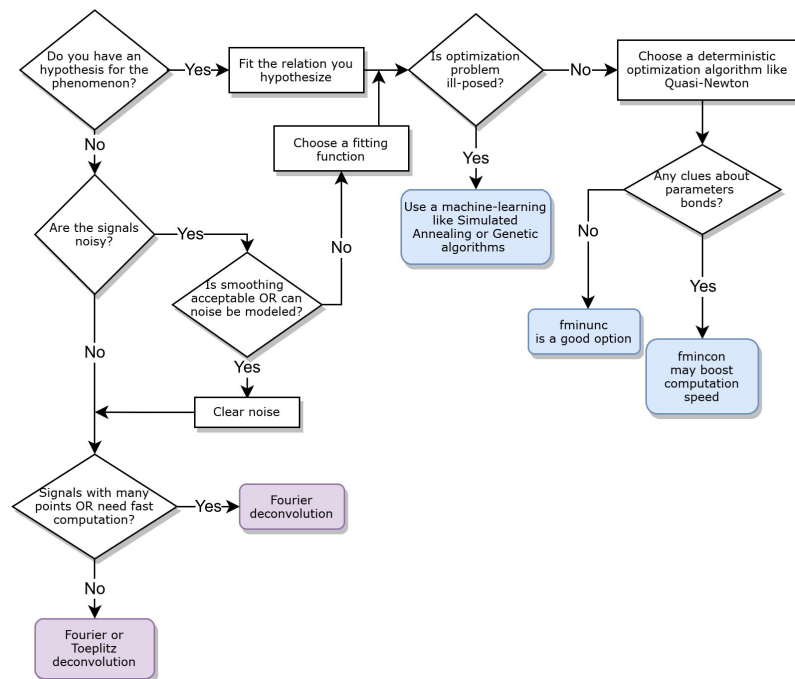 Do you have an
hypothesis for the
phenomenon?
Yes
Fit the relation you
hypothesize
Is optimization
problem
ill-posed?
No
Choose a deterministic
optimization algorithm like
Quasi-Newton
No
Choose a fitting
function
Yes
Any clues about
parameters
bonds?
Are the signals
noisy?
Yes
No
Use a machine-learning
like Simulated
Annealing or Genetic
algorithms
No
Yes
Is smoothing
acceptable OR can
noise be modeled?
fminunc
is a good option
No
Yes
fmincon
may boost
computation
speed
Clear noise
Signals with many
points OR need fast
computation?
Yes
Fourier
deconvolution
No
Fourier or
Toeplitz
deconvolution